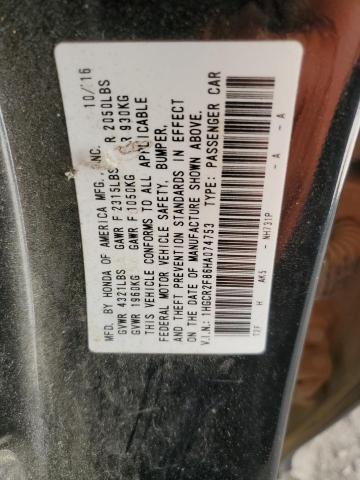 MFD. BY HONDA OF AMERICA MFG., INC. 10/'16
GVWR 4321LBS GAWR F 2315LBS R 2050LBS
GVWR 1960KG GAWR F 1050KG R 930KG
THIS VEHICLE CONFORMS TO ALL APPLICABLE
FEDERAL MOTOR VEHICLE SAFETY, BUMPER,
AND THEFT PREVENTION STANDARDS IN EFFECT
ON THE DATE OF MANUFACTURE SHOWN ABOVE.
V.I.N.: 1HGCR2F86HA074753 TYPE: PASSENGER CAR
T2F H AK5 - NH731P - A - A